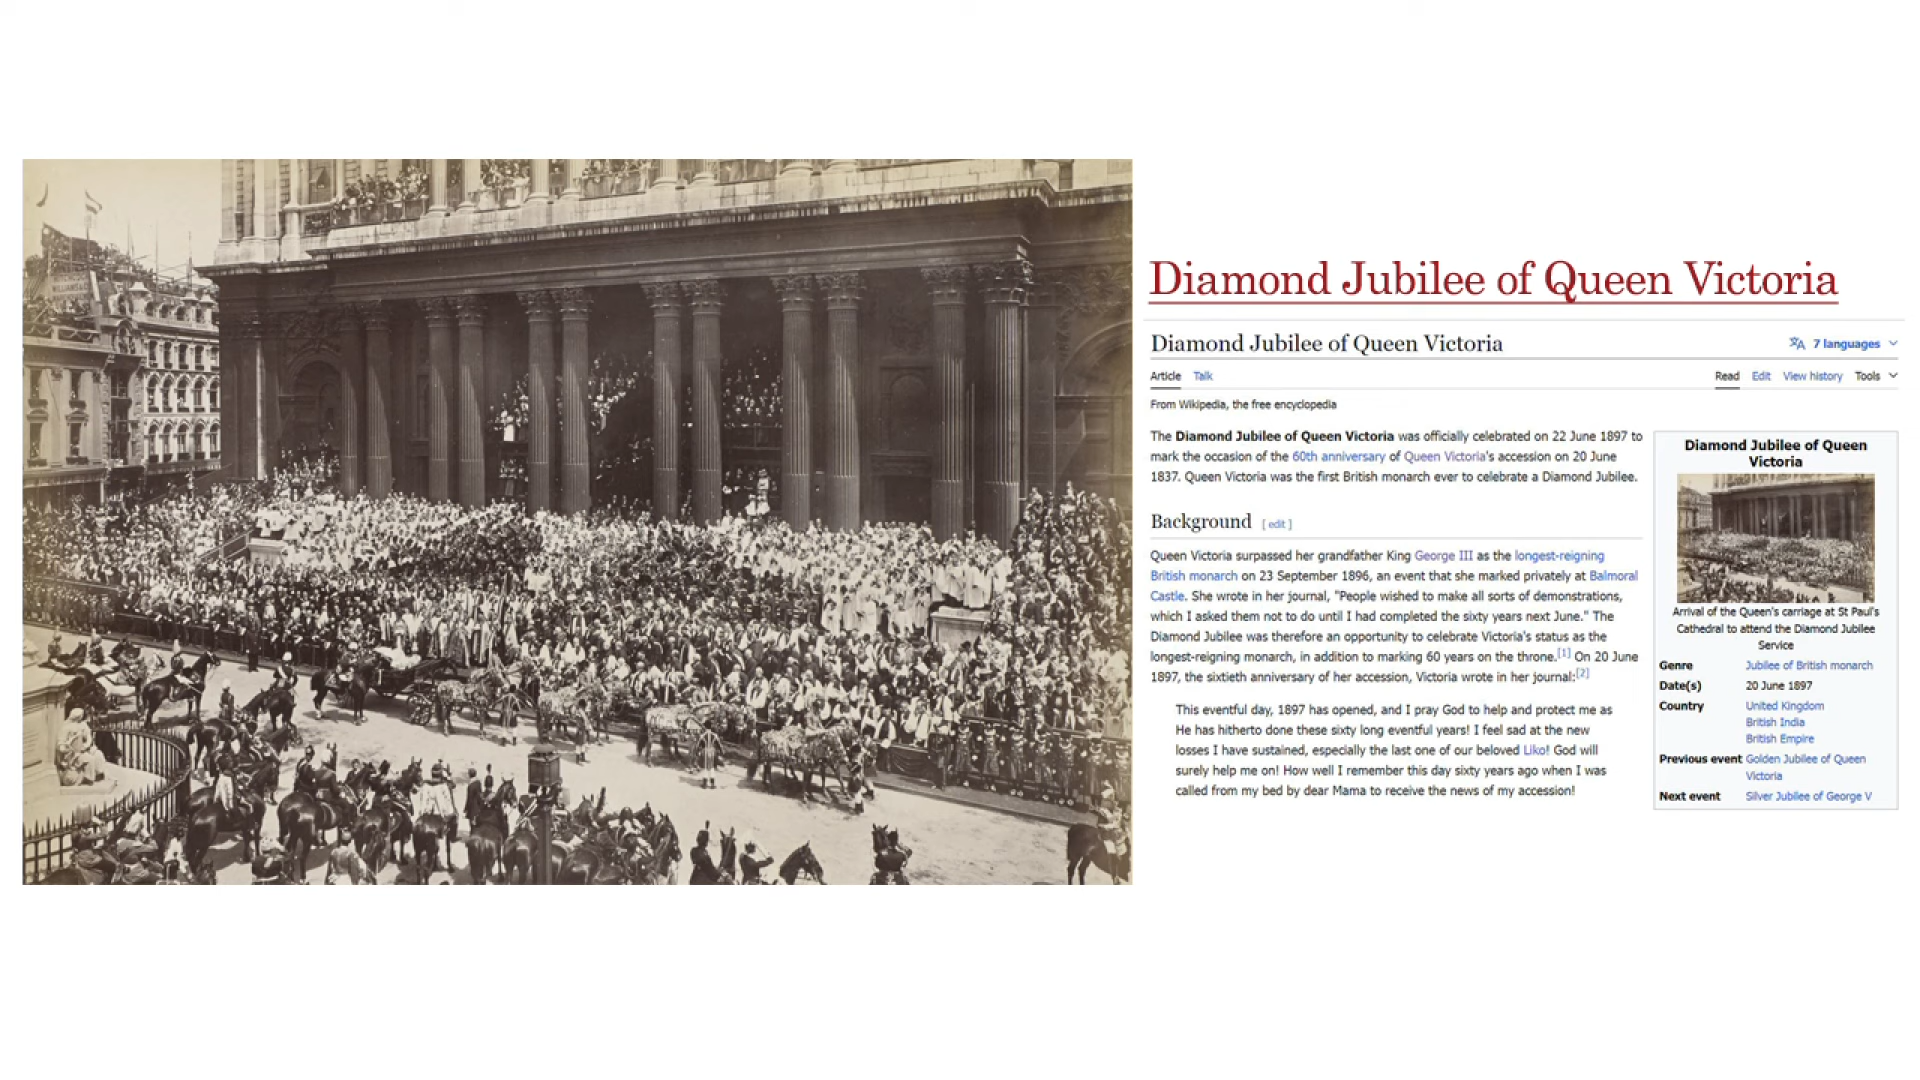 Diamond Jubilee of Queen Victoria
Diamond Jubilee of Queen Victoria
7 languages
Article Talk
Read Edit View history Tools
From Wikipedia, the free encyclopedia
The Diamond Jubilee of Queen Victoria was officially celebrated on 22 June 1897 to
mark the occasion of the 60th anniversary of Queen Victoria's accession on 20 June
1837. Queen Victoria was the first British monarch ever to celebrate a Diamond Jubilee.
Background [ edit ]
Queen Victoria surpassed her grandfather King George III as the longest-reigning
British monarch on 23 September 1896, an event that she marked privately at Balmoral
Castle. She wrote in her journal, "People wished to make all sorts of demonstrations,
which I asked them not to do until I had completed the sixty years next June." The
Diamond Jubilee was therefore an opportunity to celebrate Victoria's status as the
longest-reigning monarch, in addition to marking 60 years on the throne.[1] On 20 June
1897, the sixtieth anniversary of her accession, Victoria wrote in her journal:[2]
This eventful day, 1897 has opened, and I pray God to help and protect me as
He has hitherto done these sixty long eventful years! I feel sad at the new
losses I have sustained, especially the last one of our beloved Liko! God will
surely help me on! How well I remember this day sixty years ago when I was
called from my bed by dear Mama to receive the news of my accession!
Diamond Jubilee of Queen
Victoria
Arrival of the Queen's carriage at St Paul's
Cathedral to attend the Diamond Jubilee
Service
Genre Jubilee of British monarch
Date(s) 20 June 1897
Country United Kingdom
British India
British Empire
Previous event Golden Jubilee of Queen
Victoria
Next event Silver Jubilee of George V